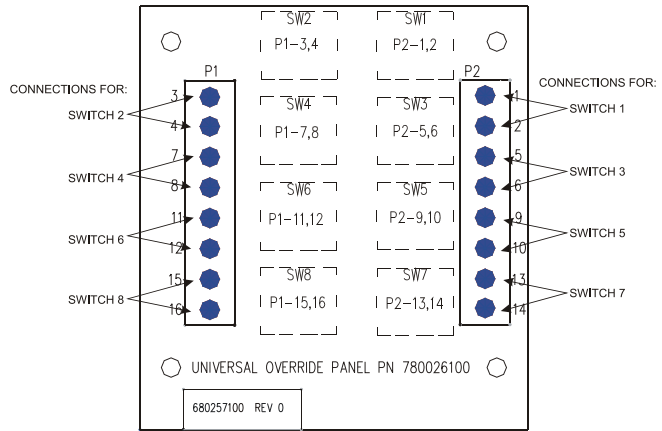 SW2 SW1
P1-3,4 P2-1,2
P1 P2
CONNECTIONS FOR: CONNECTIONS FOR:
3 1
SW4 SW3
SWITCH 2 SWITCH 1
4 2
P1-7,8 P2-5,6
7 5
SWITCH 4 SWITCH 3
8 6
SW6 SW5
11 9
P1-11,12 P2-9,10
SWITCH 6 SWITCH 5
12 10
SW8 SW7
15 13
SWITCH 8 SWITCH 7
P1-15,16 P2-13,14
16 14
UNIVERSAL OVERRIDE PANEL PN 780026100
680257100 REV 0